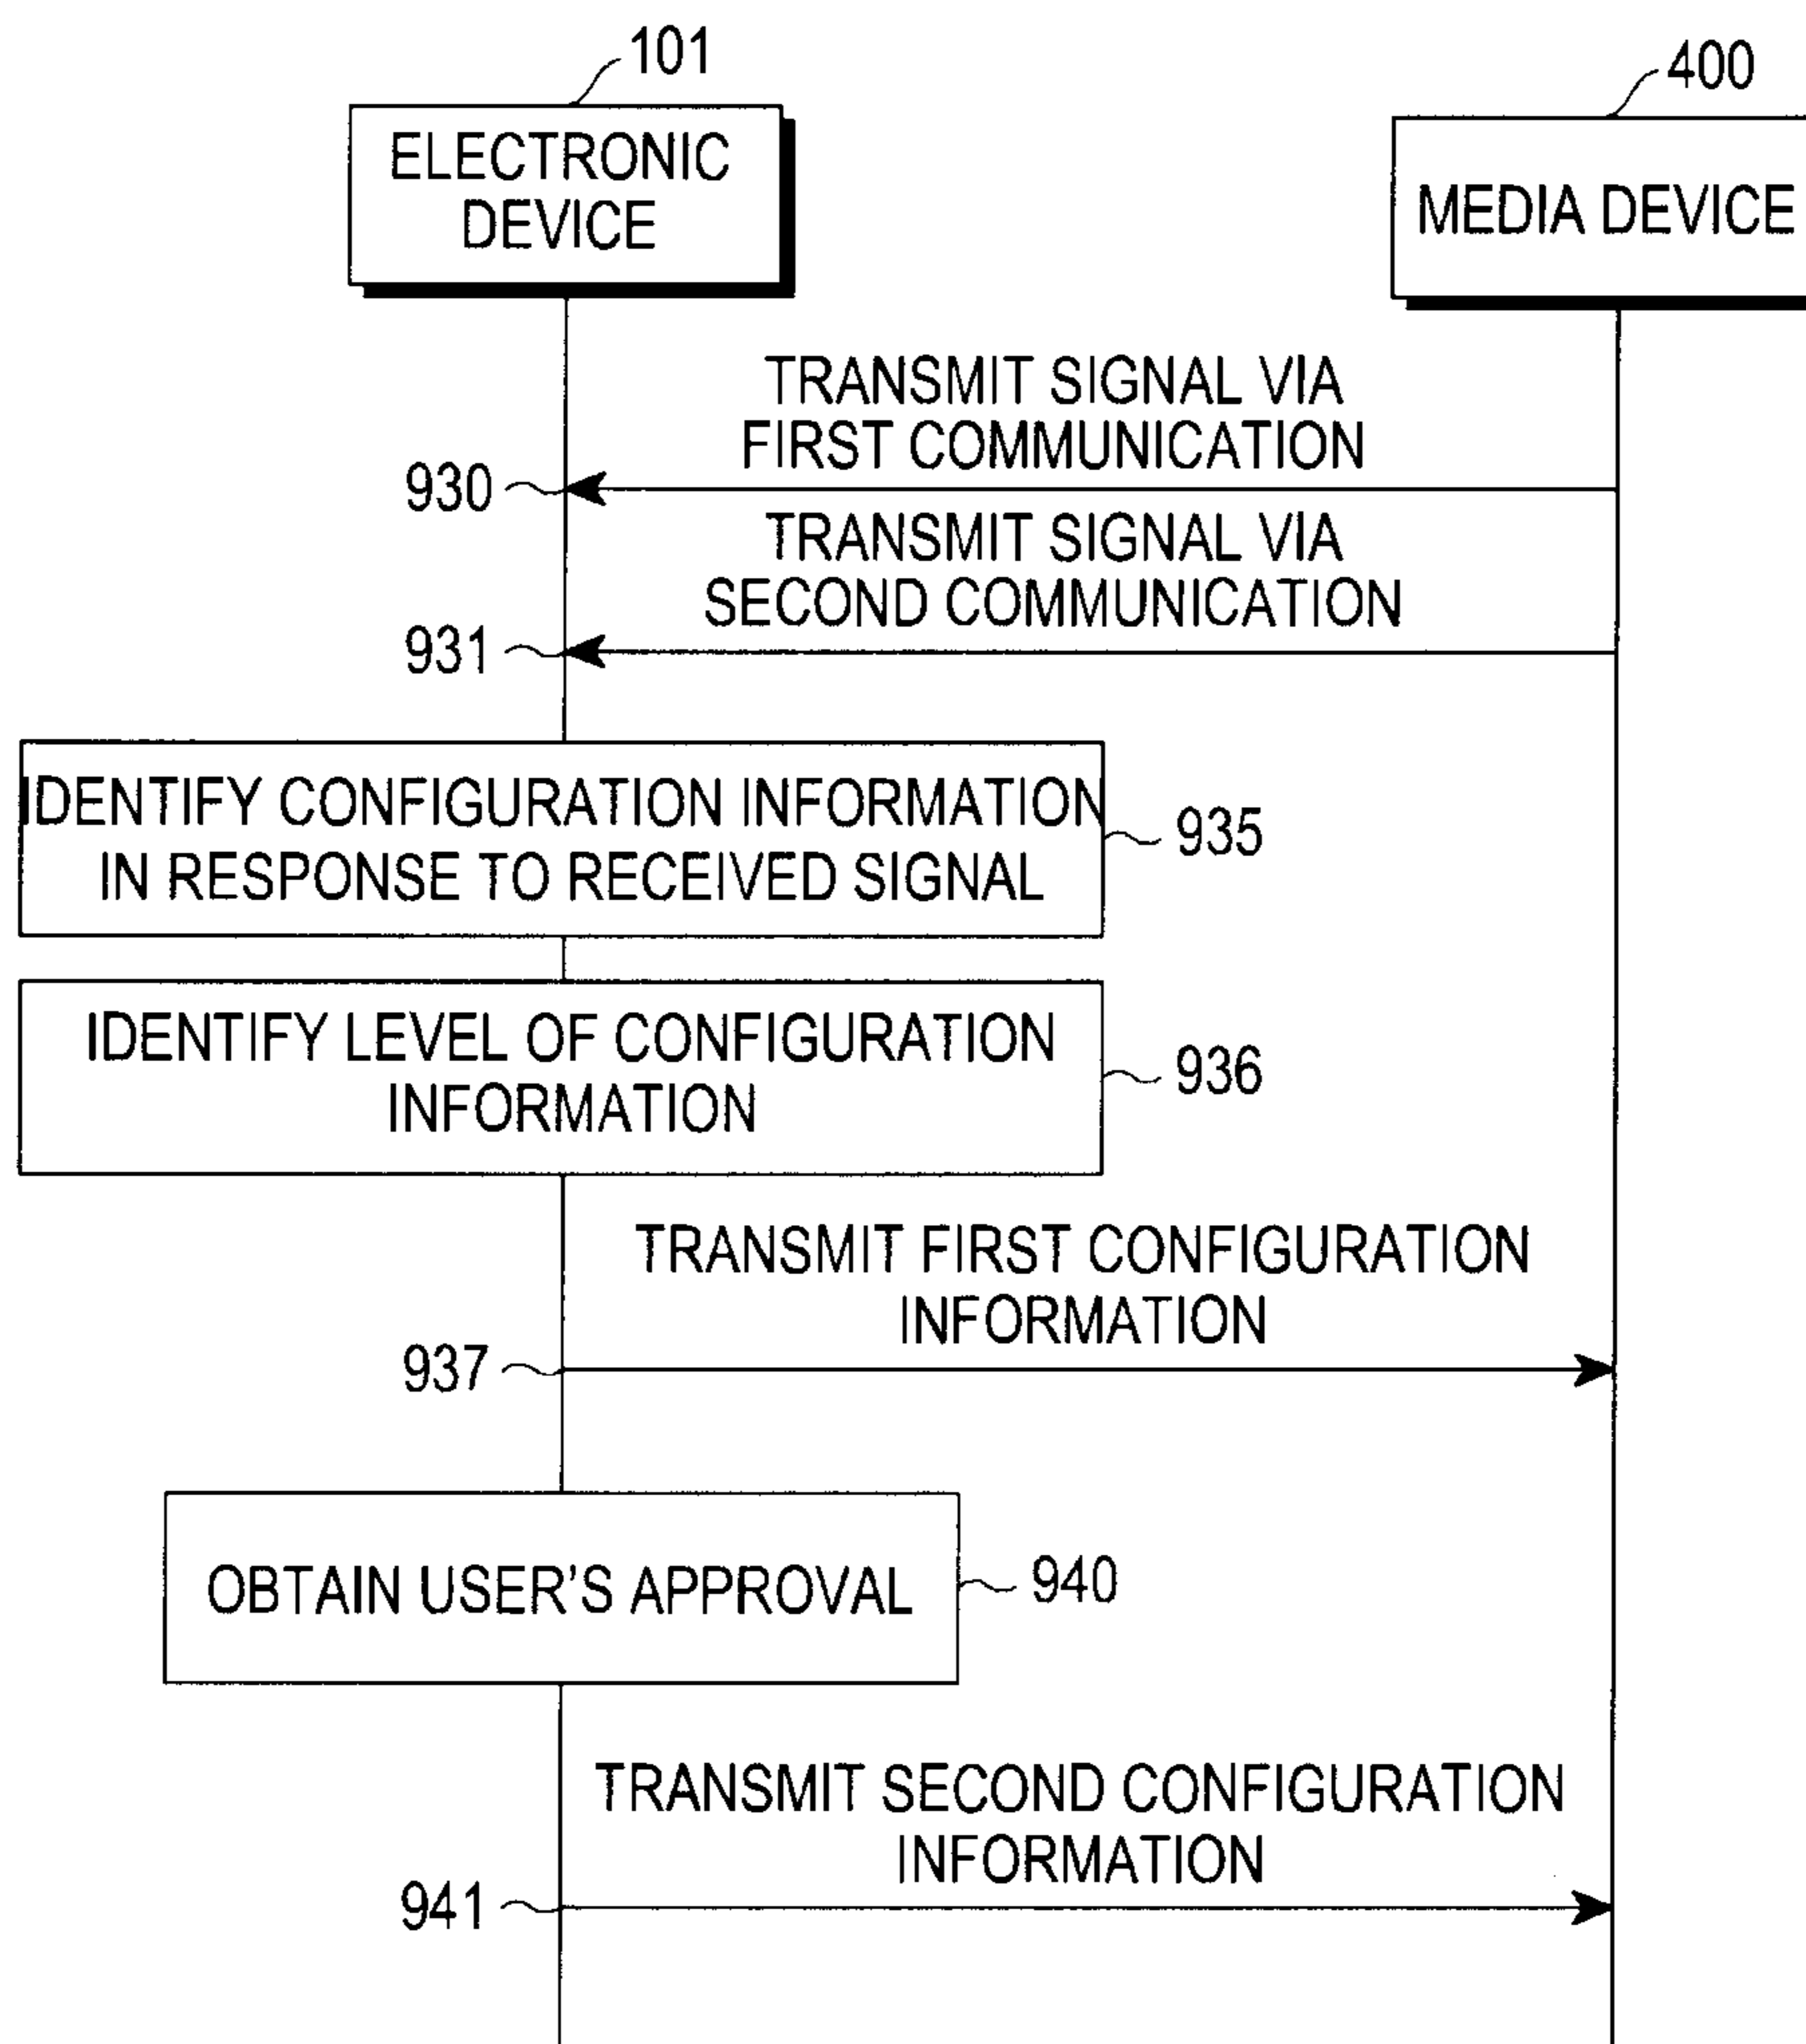 101
400
ELECTRONIC
DEVICE
MEDIA DEVICE
TRANSMIT SIGNAL VIA
FIRST COMMUNICATION
930
TRANSMIT SIGNAL VIA
SECOND COMMUNICATION
931
IDENTIFY CONFIGURATION INFORMATION
IN RESPONSE TO RECEIVED SIGNAL
935
IDENTIFY LEVEL OF CONFIGURATION
INFORMATION
936
TRANSMIT FIRST CONFIGURATION
INFORMATION
937
OBTAIN USER'S APPROVAL
940
TRANSMIT SECOND CONFIGURATION
INFORMATION
941